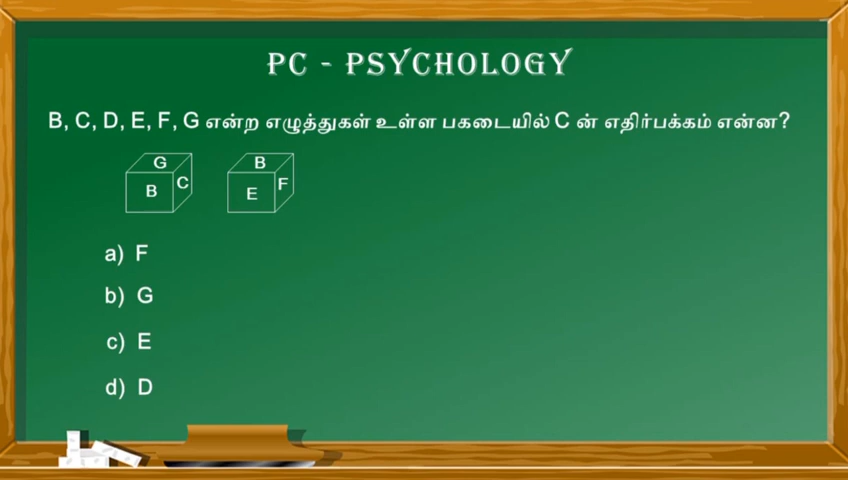 PC - PSYCHOLOGY
B, C, D, E, F, G என்ற எழுத்துகள் உள்ள பகடையில் C ன் எதிர்பக்கம் என்ன?
G B
B C E F
a) F
b) G
c) E
d) D